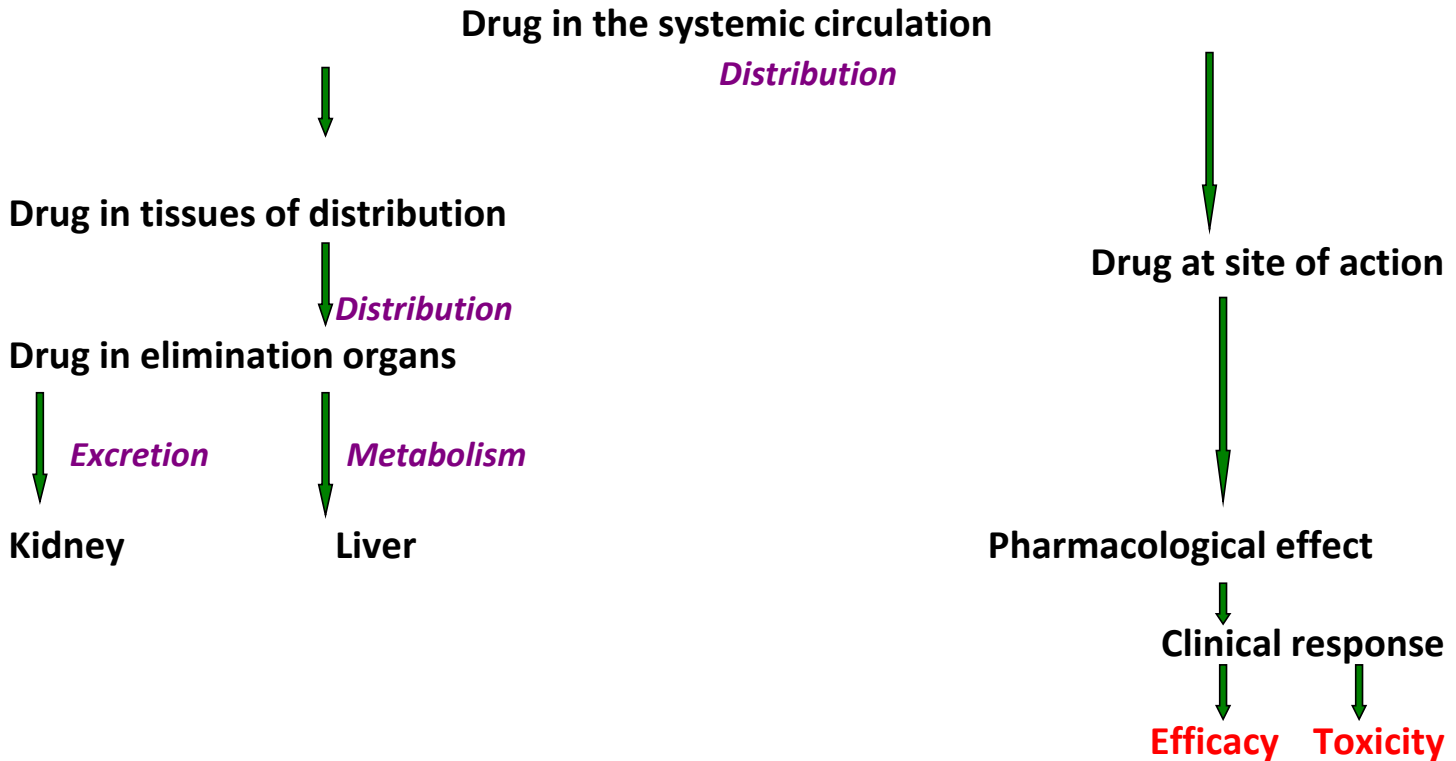 Drug in the systemic circulation
Distribution
Drug in tissues of distribution
Drug at site of action
Distribution
Drug in elimination organs
Excretion
Metabolism
Kidney
Liver
Pharmacological effect
Clinical response
Efficacy
Toxicity